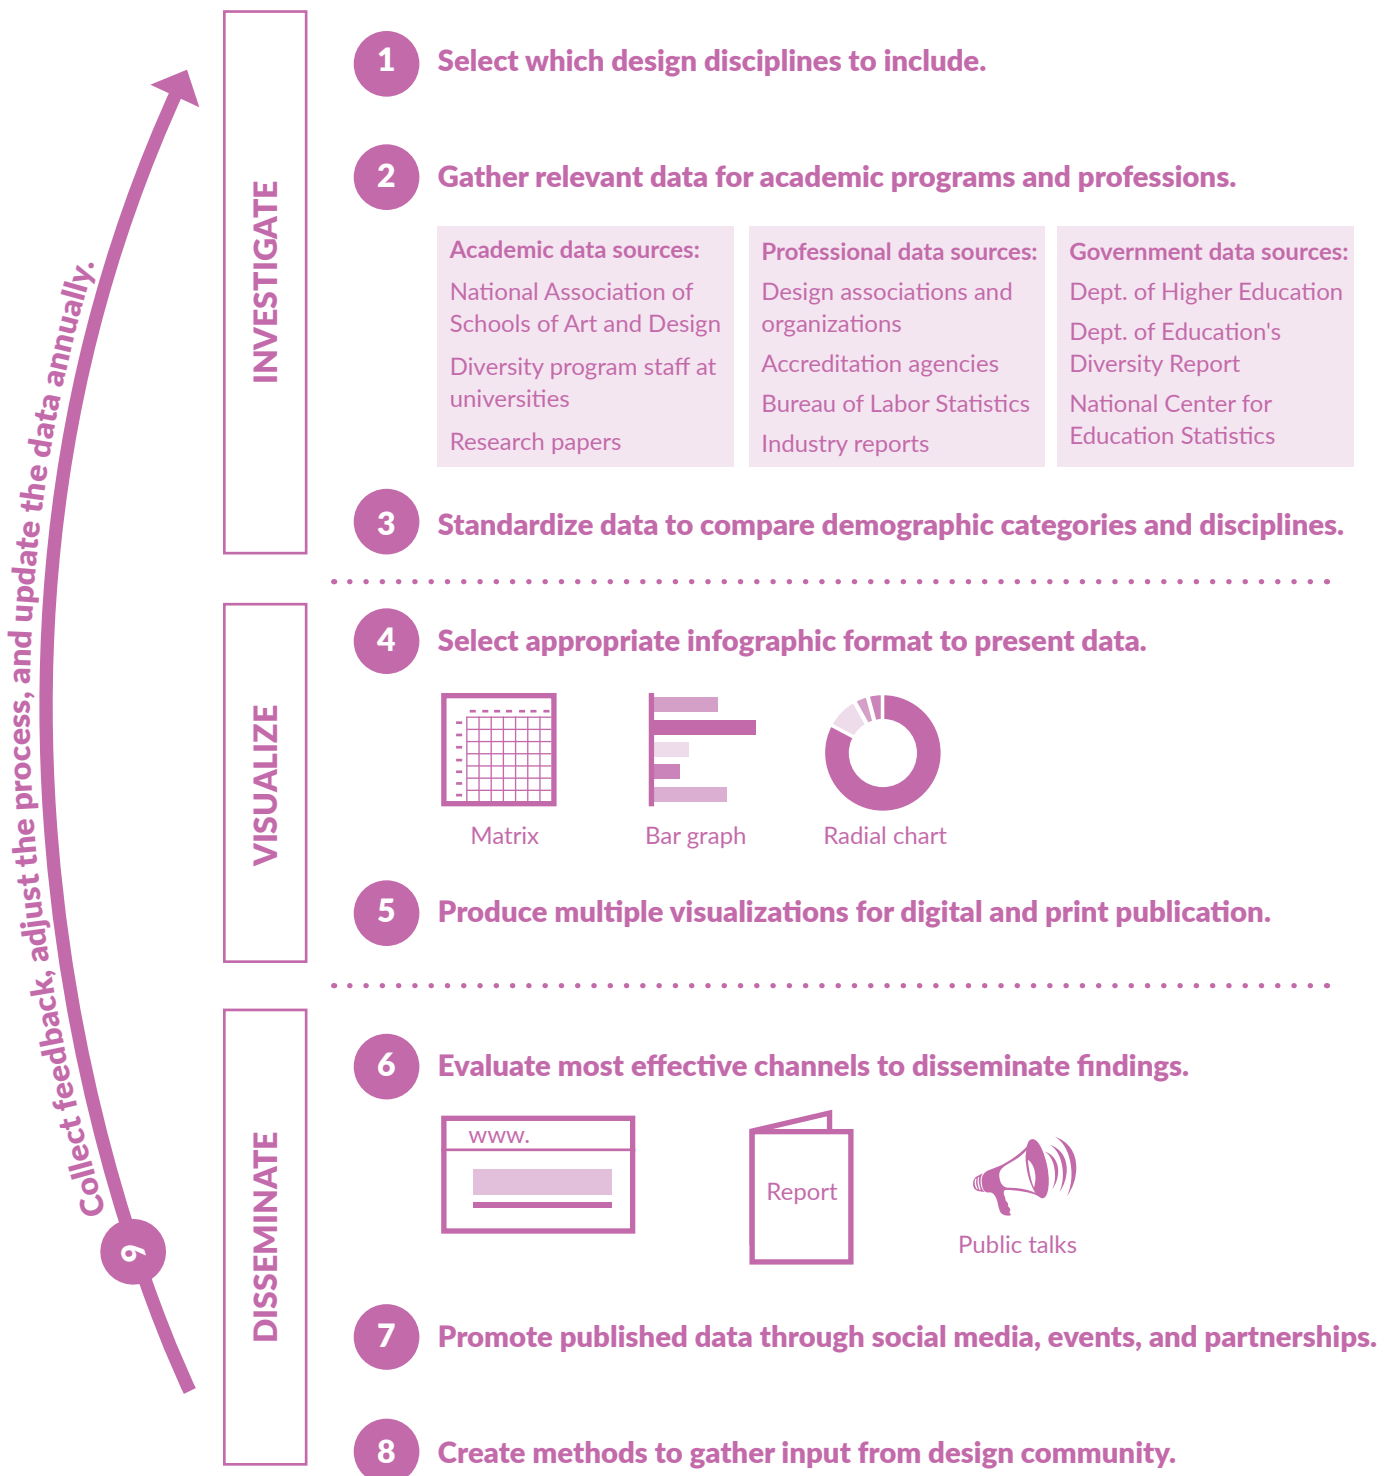 INVESTIGATE
1 Select which design disciplines to include.
2 Gather relevant data for academic programs and professions.
Academic data sources:
National Association of
Schools of Art and Design
Diversity program staff at
universities
Research papers
Professional data sources:
Design associations and
organizations
Accreditation agencies
Bureau of Labor Statistics
Industry reports
Government data sources:
Dept. of Higher Education
Dept. of Education's
Diversity Report
National Center for
Education Statistics
3 Standardize data to compare demographic categories and disciplines.
VISUALIZE
4 Select appropriate infographic format to present data.
Matrix
Bar graph
Radial chart
5 Produce multiple visualizations for digital and print publication.
DISSEMINATE
6 Evaluate most effective channels to disseminate findings.
www.
Report
Public talks
7 Promote published data through social media, events, and partnerships.
8 Create methods to gather input from design community.
9 Collect feedback, adjust the process, and update the data annually.